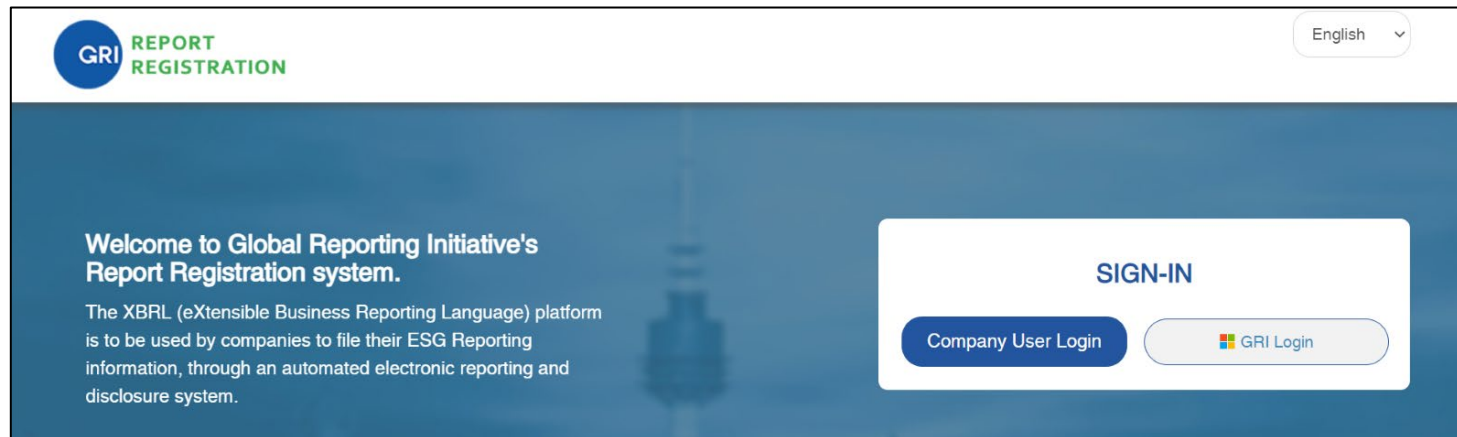 GRI
REPORT
REGISTRATION
English
Welcome to Global Reporting Initiative's
Report Registration system.
The XBRL (eXtensible Business Reporting Language) platform
is to be used by companies to file their ESG Reporting
information, through an automated electronic reporting and
disclosure system.
SIGN-IN
Company User Login
GRI Login